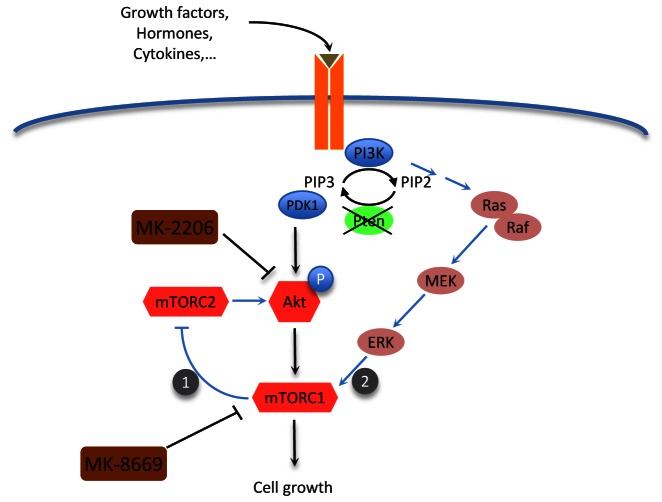 Growth factors,
Hormones,
Cytokines,...
PI3K
PIP3
PIP2
PDK1
Pten
Ras
Raf
MK-2206
P
MEK
mTORC2
Akt
ERK
1
2
mTORC1
MK-8669
Cell growth